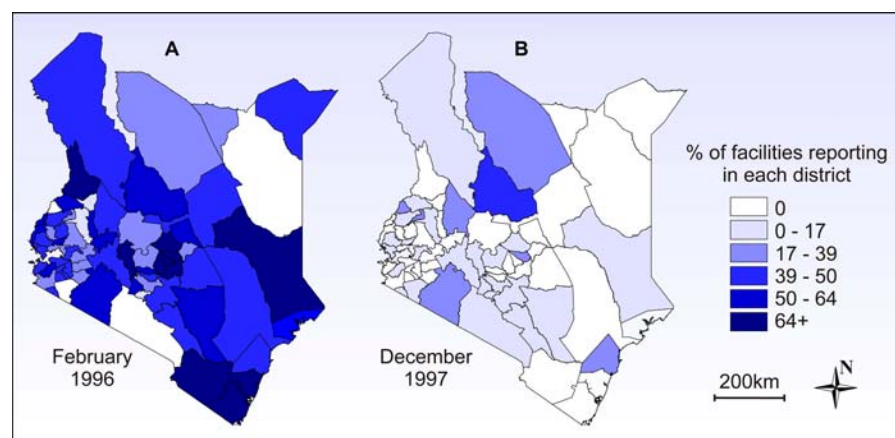 A
B
February
1996
December
1997
% of facilities reporting
in each district
0
0 - 17
17 - 39
39 - 50
50 - 64
64+
200km
N